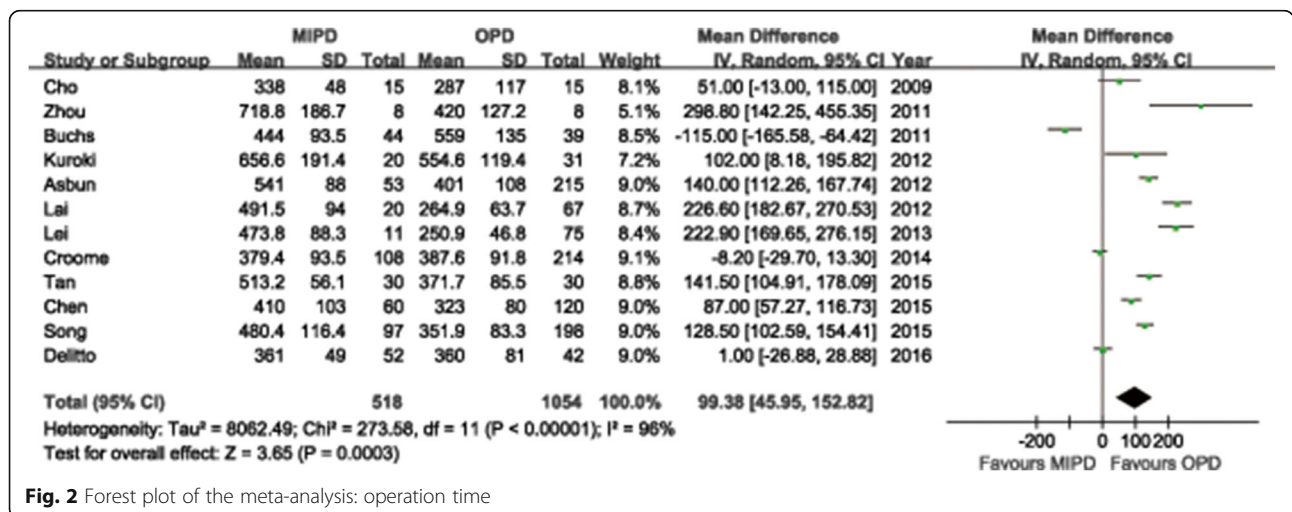 MIPD OPD Mean Difference Mean Difference
Study or Subgroup Mean SD Total Mean SD Total Weight IV, Random, 95% CI Year IV, Random, 95% CI
Cho 338 48 15 287 117 15 8.1% 51.00 [-13.00, 115.00] 2009
Zhou 718.8 186.7 8 420 127.2 8 5.1% 298.80 [142.25, 455.35] 2011
Buchs 444 93.5 44 559 135 39 8.5% -115.00 [-165.58, -64.42] 2011
Kuroki 656.6 191.4 20 554.6 119.4 31 7.2% 102.00 [8.18, 195.82] 2012
Asbun 541 88 53 401 108 215 9.0% 140.00 [112.26, 167.74] 2012
Lai 491.5 94 20 264.9 63.7 67 8.7% 226.60 [182.67, 270.53] 2012
Lei 473.8 88.3 11 250.9 46.8 75 8.4% 222.90 [169.65, 276.15] 2013
Croome 379.4 93.5 108 387.6 91.8 214 9.1% -8.20 [-29.70, 13.30] 2014
Tan 513.2 56.1 30 371.7 85.5 30 8.8% 141.50 [104.91, 178.09] 2015
Chen 410 103 60 323 80 120 9.0% 87.00 [57.27, 116.73] 2015
Song 480.4 116.4 97 351.9 83.3 198 9.0% 128.50 [102.59, 154.41] 2015
Delitto 361 49 52 360 81 42 9.0% 1.00 [-26.88, 28.88] 2016
Total (95% CI) 518 1054 100.0% 99.38 [45.95, 152.82]
Heterogeneity: Tau² = 8062.49; Chi² = 273.58, df = 11 (P < 0.00001); I² = 96%
Test for overall effect: Z = 3.65 (P = 0.0003)
-200 0 100 200
Favours MIPD Favours OPD
Fig. 2 Forest plot of the meta-analysis: operation time